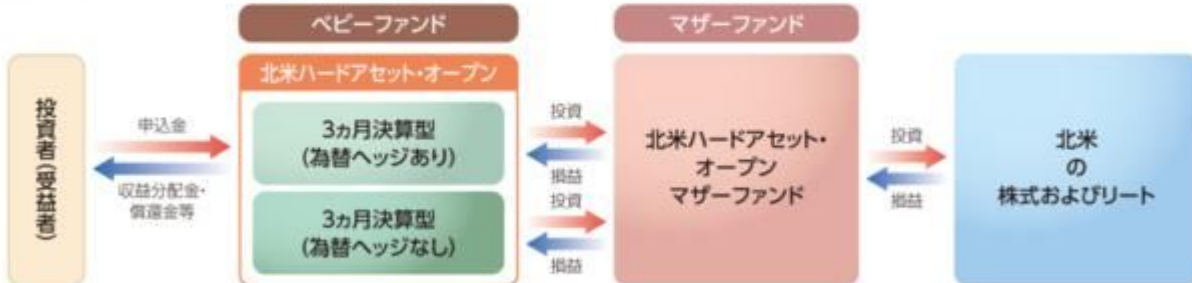 ベビーファンド
マザーファンド
投資者(受益者)
申込金
収益分配金・
償還金等
北米ハードアセット・オープン
3ヵ月決算型
(為替ヘッジあり)
3ヵ月決算型
(為替ヘッジなし)
投資
損益
投資
損益
北米ハードアセット・
オープン
マザーファンド
投資
損益
北米
の
株式およびリート